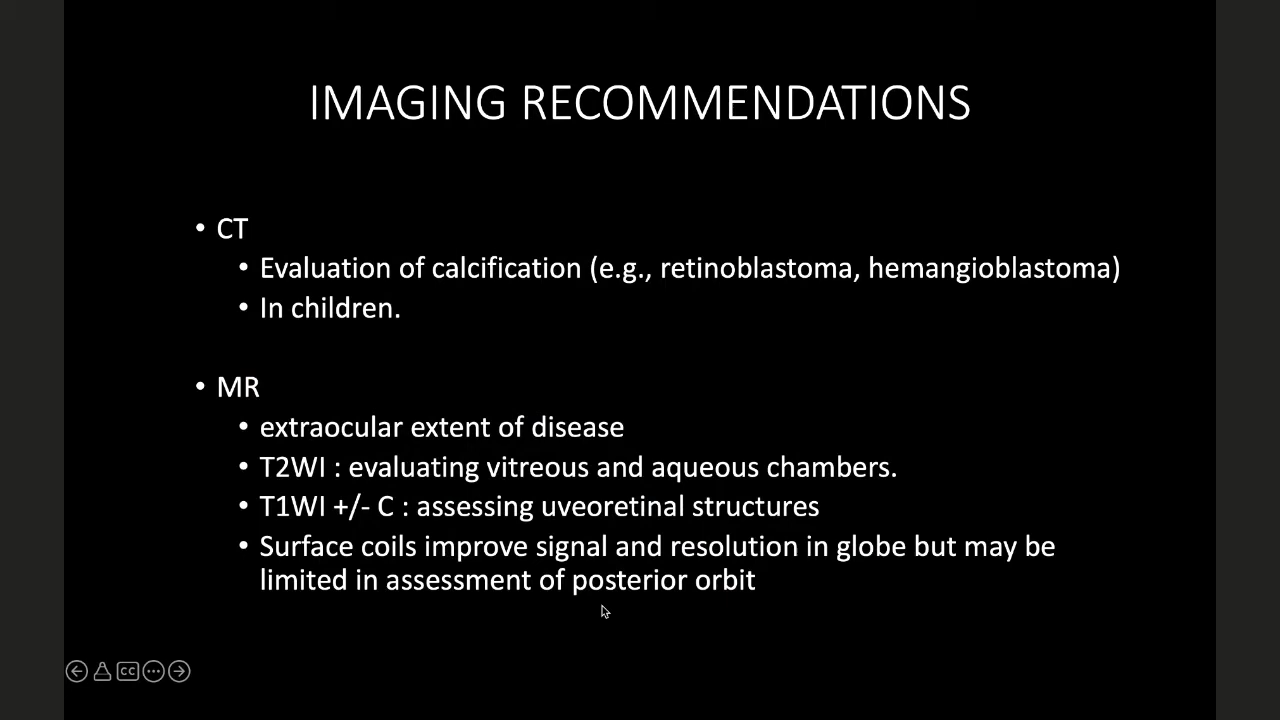 IMAGING RECOMMENDATIONS
• CT
• Evaluation of calcification (e.g., retinoblastoma, hemangioblastoma)
• In children.
• MR
• extraocular extent of disease
• T2WI : evaluating vitreous and aqueous chambers.
• T1WI +/- C : assessing uveoretinal structures
• Surface coils improve signal and resolution in globe but may be
limited in assessment of posterior orbit
CC